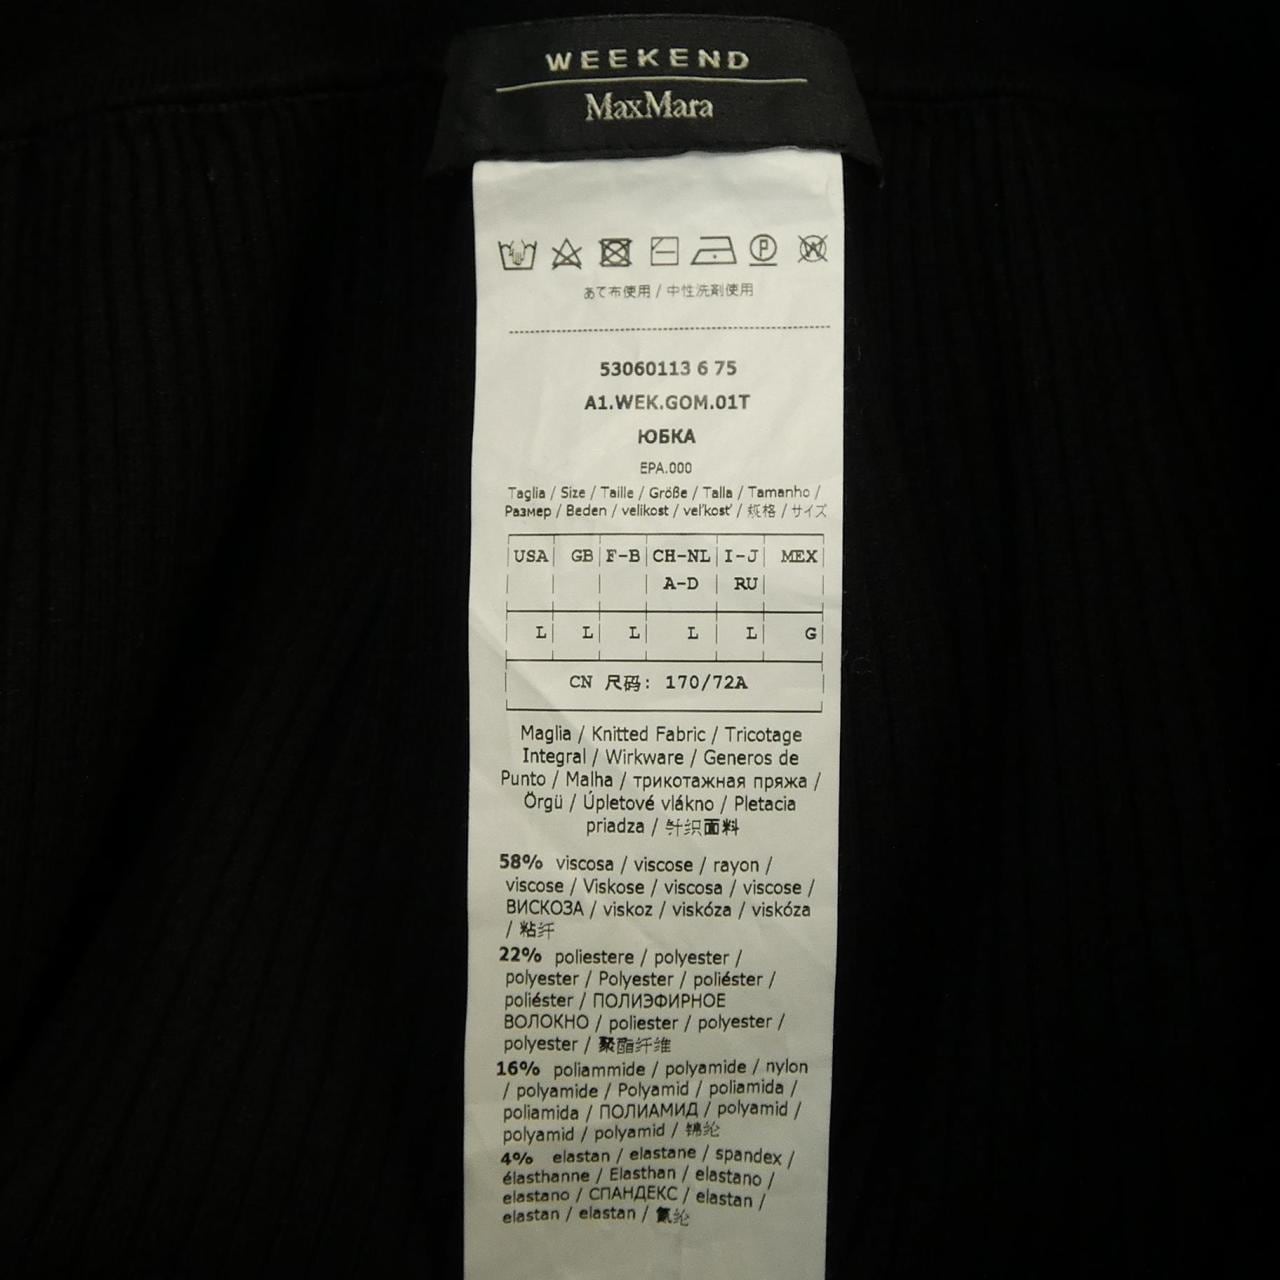 WEEKEND
MaxMara
あて布使用 / 中性洗剤使用
53060113 6 75
A1.WEK.GOM.01T
ЮБКА
EPA.000
Taglia / Size / Taille / Größe / Talla / Tamanho /
Размер / Beden / velikost / veľkosť / 规格 / サイズ
USA GB F-B CH-NL I-J MEX
A-D RU
L L L L L G
CN 尺码: 170/72A
Maglia / Knitted Fabric / Tricotage
Integral / Wirkware / Generos de
Punto / Malha / трикотажная пряжа /
Örgü / Úpletové vlákno / Pletacia
priadza / 针织面料
58% viscosa / viscose / rayon /
viscose / Viskose / viscosa / viscose /
ВИСКОЗА / viskoz / viskóza / viskóza
/ 粘纤
22% poliestere / polyester /
polyester / Polyester / poliéster /
poliéster / ПОЛИЭФИРНОЕ
ВОЛОКНО / poliester / polyester /
polyester / 聚酯纤维
16% poliammide / polyamide / nylon
/ polyamide / Polyamid / poliamida /
poliamida / ПОЛИАМИД / polyamid /
polyamid / polyamid / 锦纶
4% elastan / elastane / spandex /
élasthanne / Elasthan / elastano /
elastano / СПАНДЕКС / elastan /
elastan / elastan / 氨纶